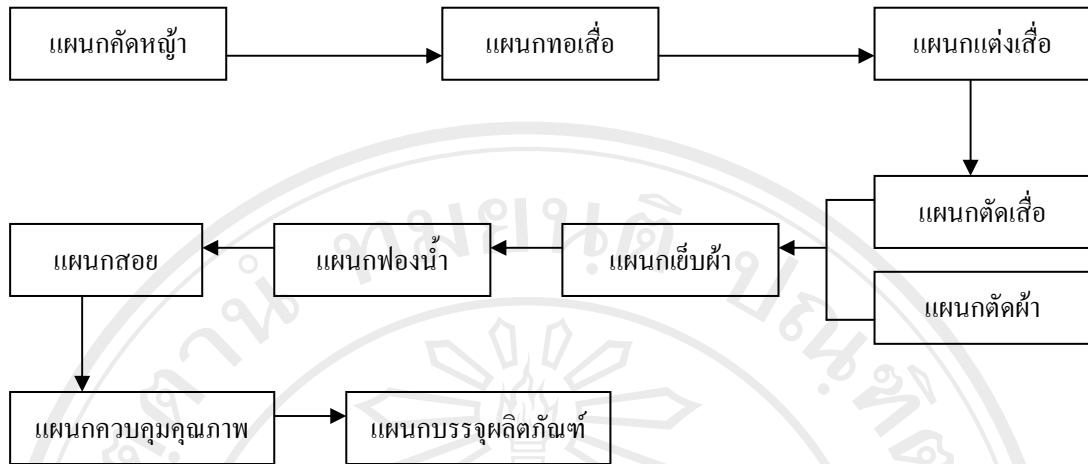 แผนกคัดหญ้า
แผนกทอเสื่อ
แผนกแต่งเสื่อ
แผนกตัดเสื่อ
แผนกตัดผ้า
แผนกเย็บผ้า
แผนกฟองน้ำ
แผนกสอย
แผนกควบคุมคุณภาพ
แผนกบรรจุผลิตภัณฑ์